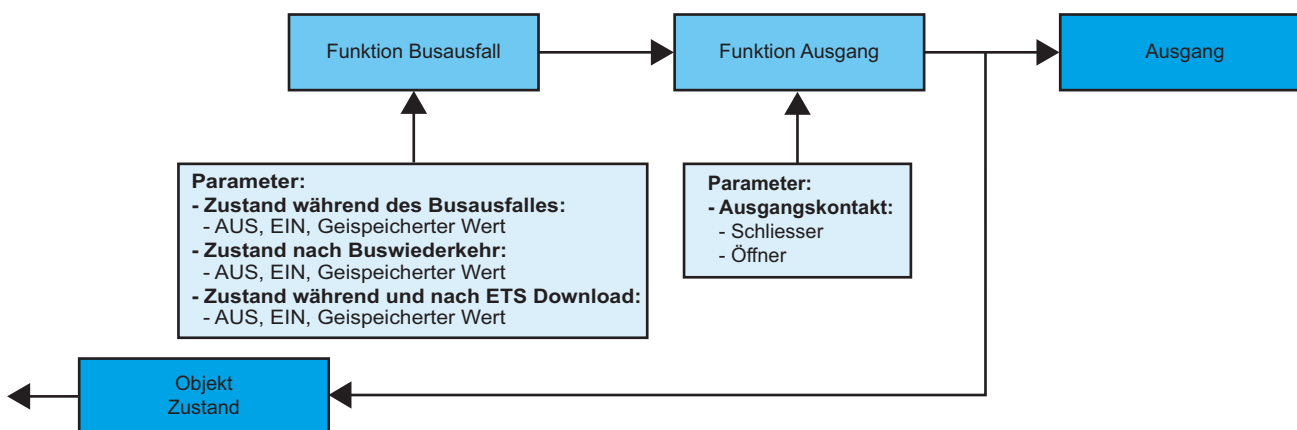 Funktion Busausfall
Funktion Ausgang
Ausgang
Parameter:
- Zustand während des Busausfalles:
- AUS, EIN, Geispeicherter Wert
- Zustand nach Buswiederkehr:
- AUS, EIN, Geispeicherter Wert
- Zustand während und nach ETS Download:
- AUS, EIN, Geispeicherter Wert
Parameter:
- Ausgangskontakt:
- Schliesser
- Öffner
Objekt
Zustand